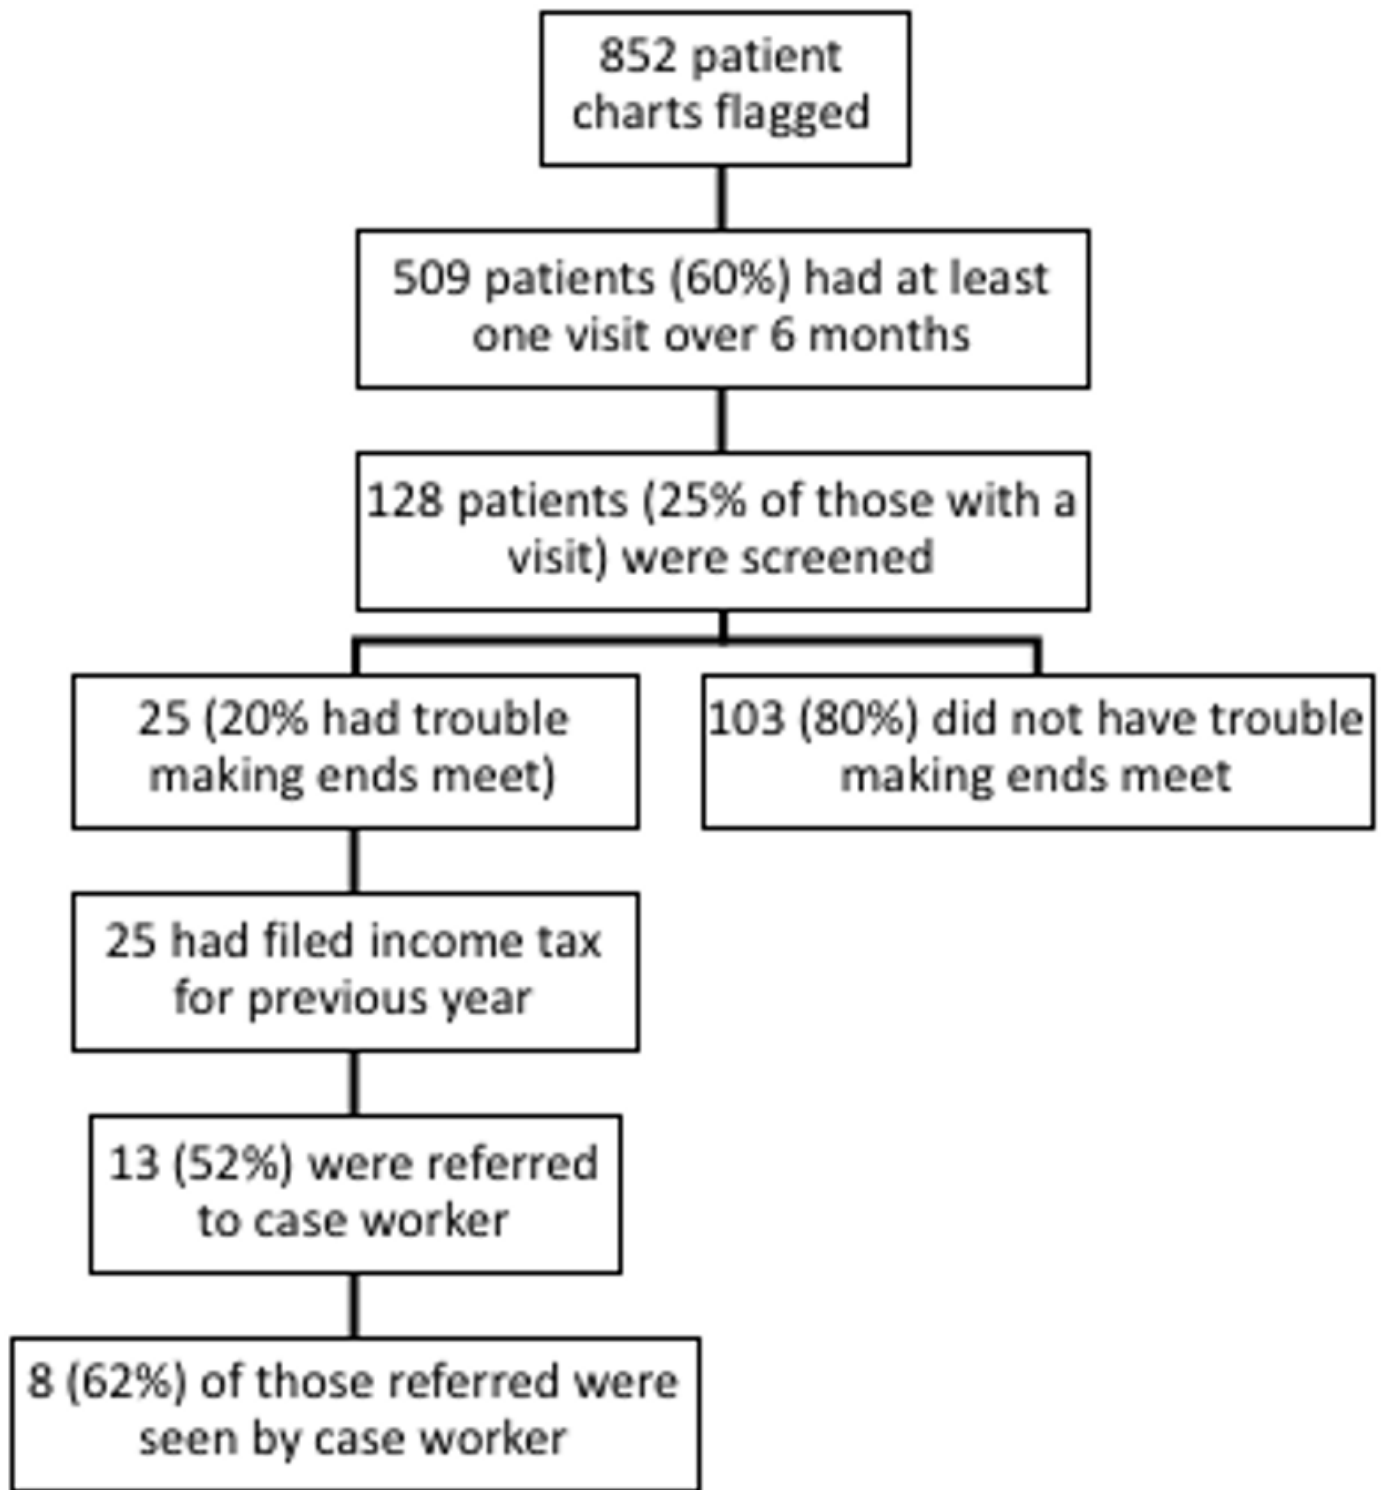 852 patient
charts flagged
509 patients (60%) had at least
one visit over 6 months
128 patients (25% of those with a
visit) were screened
25 (20% had trouble
making ends meet)
103 (80%) did not have trouble
making ends meet
25 had filed income tax
for previous year
13 (52%) were referred
to case worker
8 (62%) of those referred were
seen by case worker